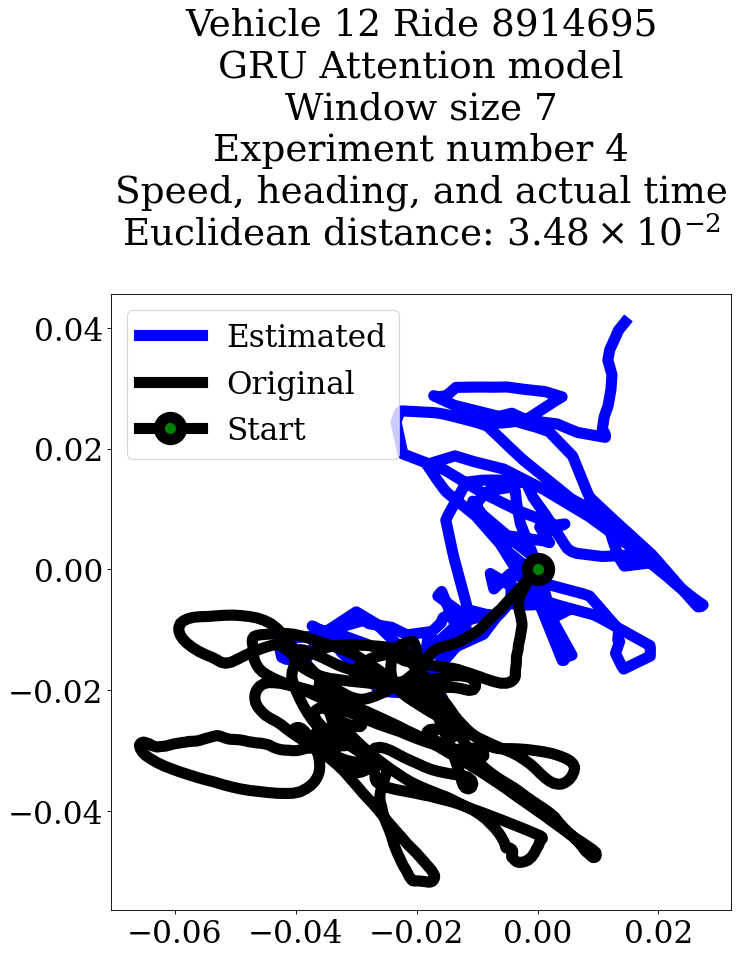 Vehicle 12 Ride 8914695
GRU Attention model
Window size 7
Experiment number 4
Speed, heading, and actual time
Euclidean distance: 3.48 × 10⁻²
Estimated
Original
Start
0.04
0.02
0.00
−0.02
−0.04
−0.06 −0.04 −0.02 0.00 0.02